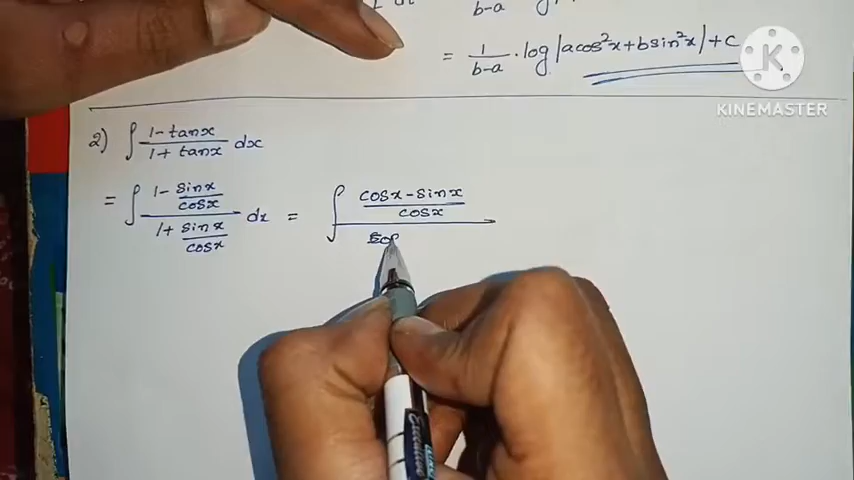 = 1/(b-a) · log |acos²x+bsin²x|+c
KINEMASTER
2) ∫ (1-tanx)/(1+tanx) dx
= ∫ (1- sinx/cosx)/(1+ sinx/cosx) dx = ∫ ((cosx-sinx)/cosx)/